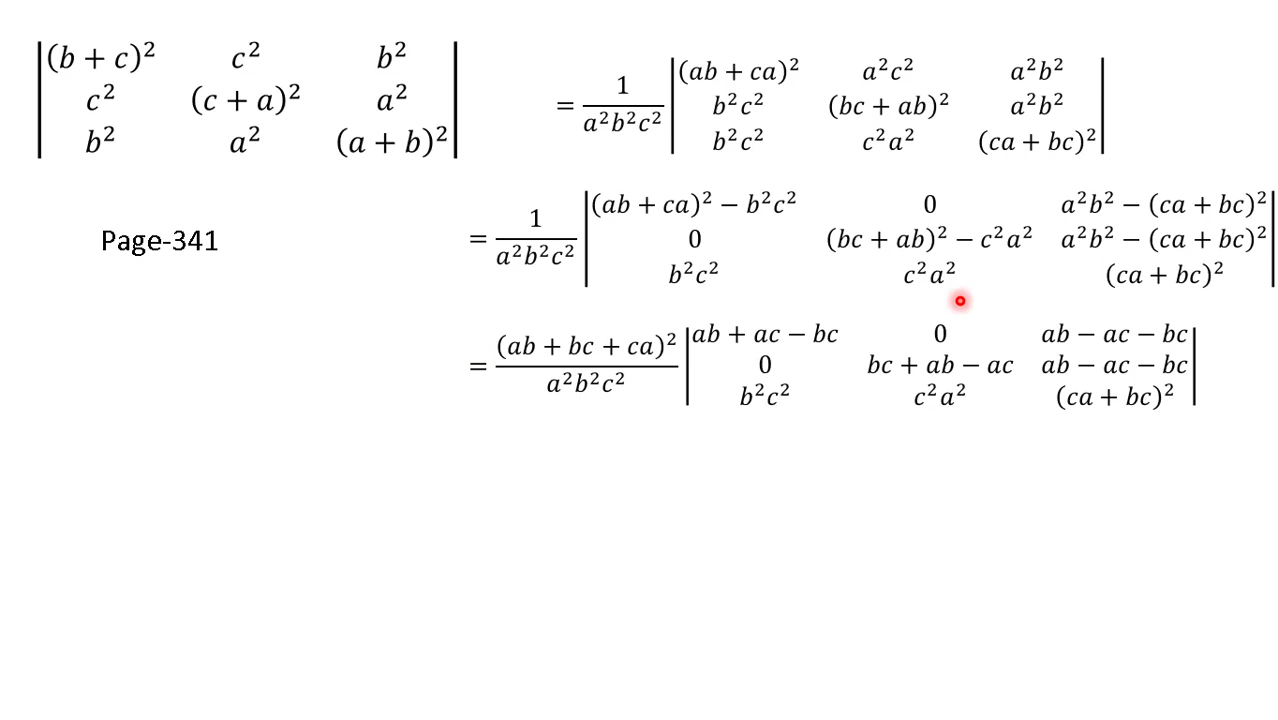 |(b + c)² c² b²|
|c² (c + a)² a²|
|b² a² (a + b)²|
= 1/(a²b²c²) |(ab + ca)² a²c² a²b²|
|b²c² (bc + ab)² a²b²|
|b²c² c²a² (ca + bc)²|
= 1/(a²b²c²) |(ab + ca)² − b²c² 0 a²b² − (ca + bc)²|
|0 (bc + ab)² − c²a² a²b² − (ca + bc)²|
|b²c² c²a² (ca + bc)²|
Page-341
= (ab + bc + ca)²/(a²b²c²) |ab + ac − bc 0 ab − ac − bc|
|0 bc + ab − ac ab − ac − bc|
|b²c² c²a² (ca + bc)²|